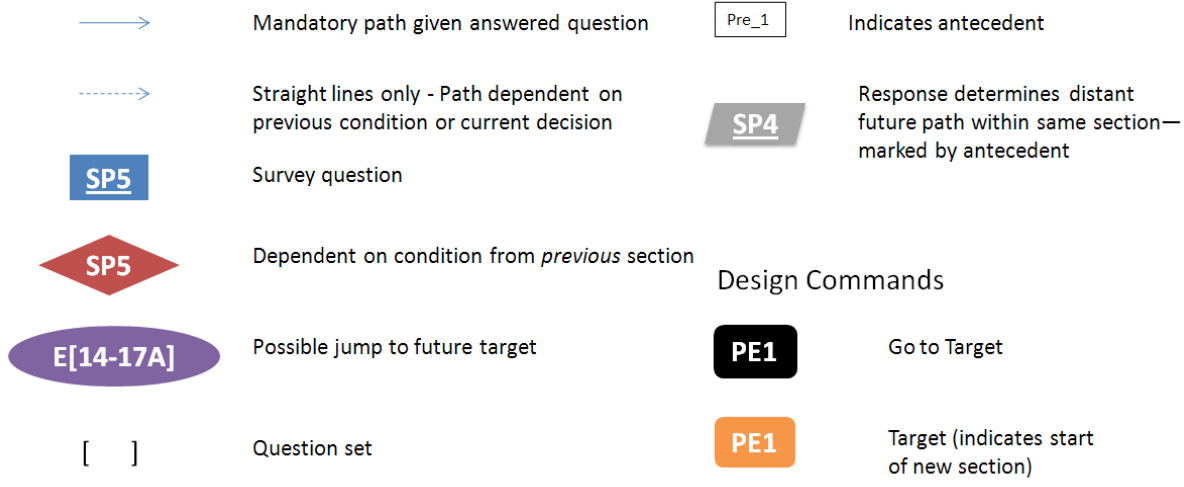 Mandatory path given answered question
Straight lines only - Path dependent on
previous condition or current decision
SP5
Survey question
SP5
Dependent on condition from previous section
E[14-17A]
Possible jump to future target
[ ]
Question set
Pre_1
Indicates antecedent
SP4
Response determines distant
future path within same section—
marked by antecedent
Design Commands
PE1
Go to Target
PE1
Target (indicates start
of new section)